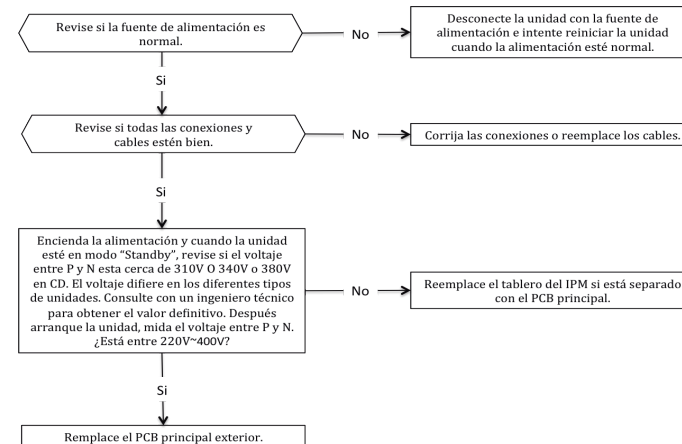 Revise si la fuente de alimentación es
normal.
No
Desconecte la unidad con la fuente de
alimentación e intente reiniciar la unidad
cuando la alimentación esté normal.
Si
Revise si todas las conexiones y
cables estén bien.
No
Corrija las conexiones o reemplace los cables.
Si
Encienda la alimentación y cuando la unidad
esté en modo “Standby”, revise si el voltaje
entre P y N esta cerca de 310V O 340V o 380V
en CD. El voltaje difiere en los diferentes tipos
de unidades. Consulte con un ingeniero técnico
para obtener el valor definitivo. Después
arranque la unidad, mida el voltaje entre P y N.
¿Está entre 220V~400V?
No
Reemplace el tablero del IPM si está separado
con el PCB principal.
Si
Remplace el PCB principal exterior.